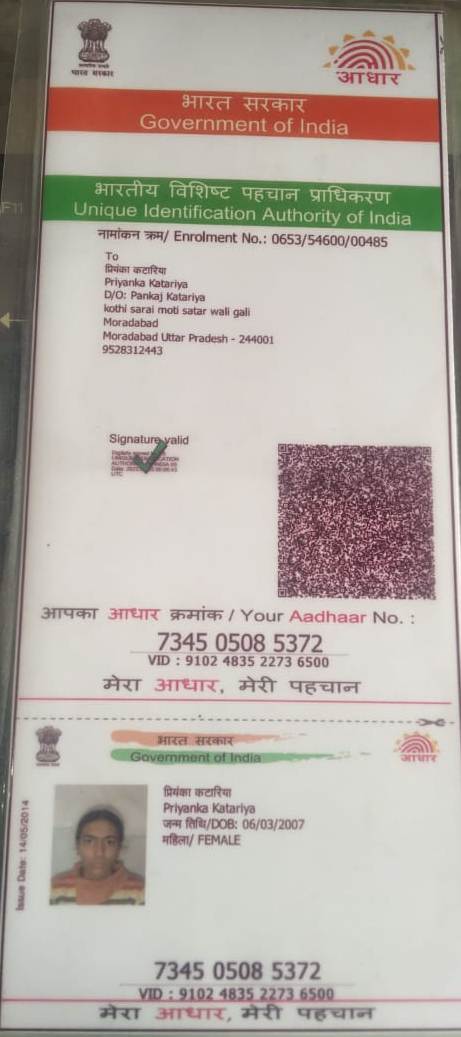 भारत सरकार
आधार
भारत सरकार
Government of India
भारतीय विशिष्ट पहचान प्राधिकरण
Unique Identification Authority of India
नामांकन क्रम/ Enrolment No.: 0653/54600/00485
To
प्रियंका कटारिया
Priyanka Katariya
D/O: Pankaj Katariya
kothi sarai moti satar wali gali
Moradabad
Moradabad Uttar Pradesh - 244001
9528312443
Signature valid
आपका आधार क्रमांक / Your Aadhaar No. :
7345 0508 5372
VID : 9102 4835 2273 6500
मेरा आधार, मेरी पहचान
भारत सरकार
Government of India
आधार
Issue Date: 14/05/2014
प्रियंका कटारिया
Priyanka Katariya
जन्म तिथि/DOB: 06/03/2007
महिला/ FEMALE
7345 0508 5372
VID : 9102 4835 2273 6500
मेरा आधार, मेरी पहचान